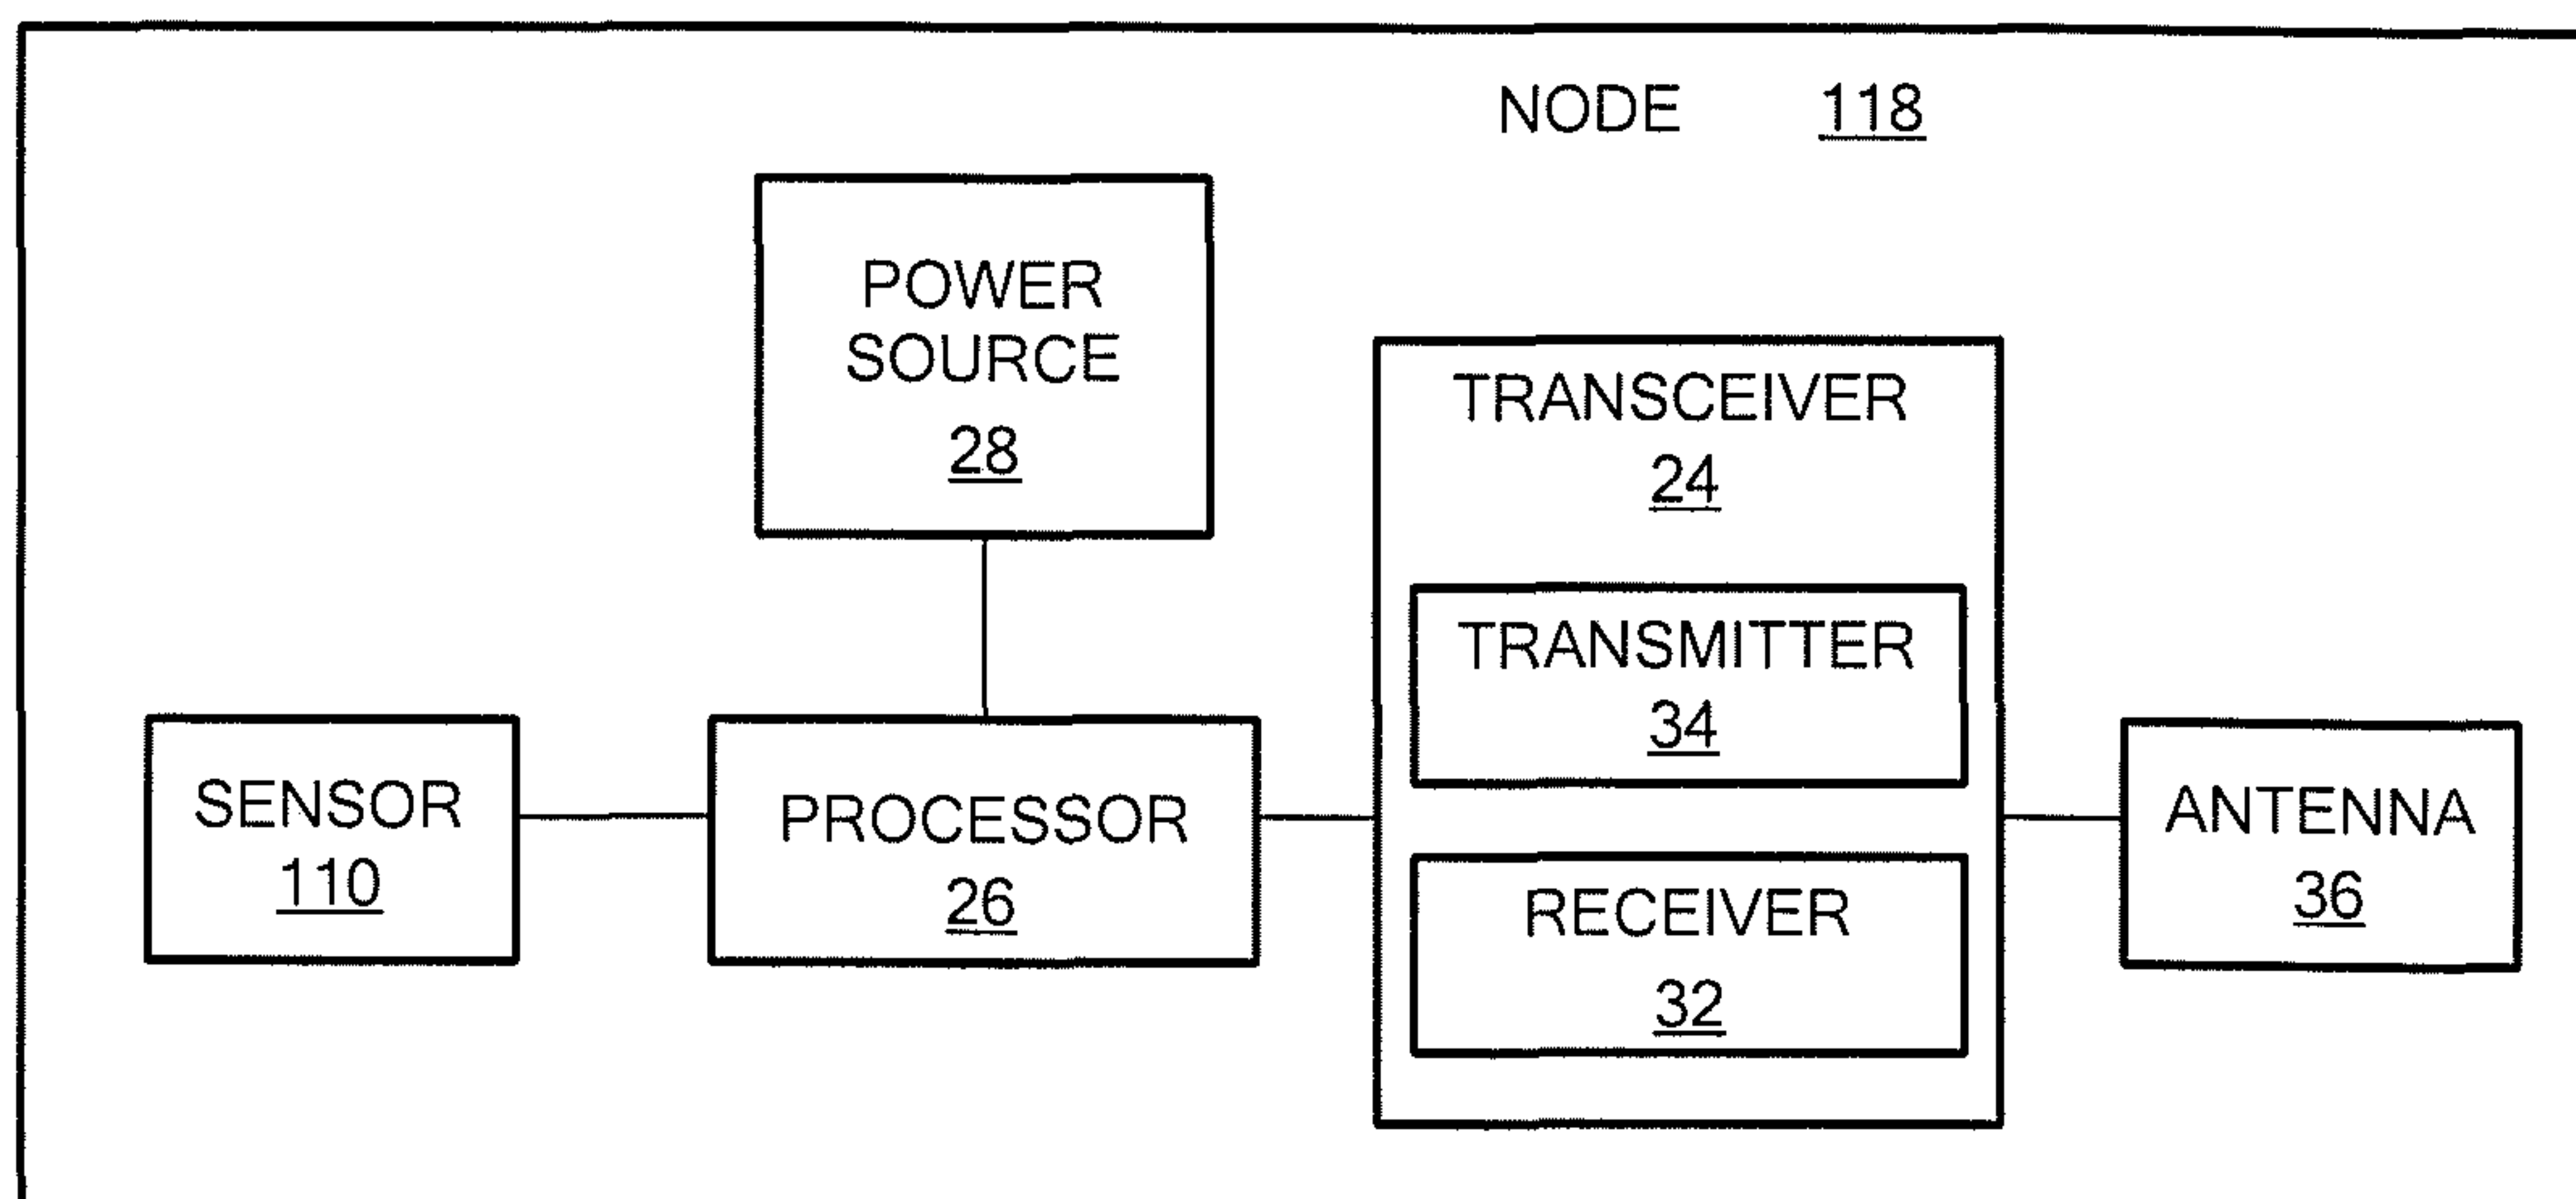 NODE 118
POWER
SOURCE
28
TRANSCEIVER
24
TRANSMITTER
34
SENSOR
110
PROCESSOR
26
RECEIVER
32
ANTENNA
36